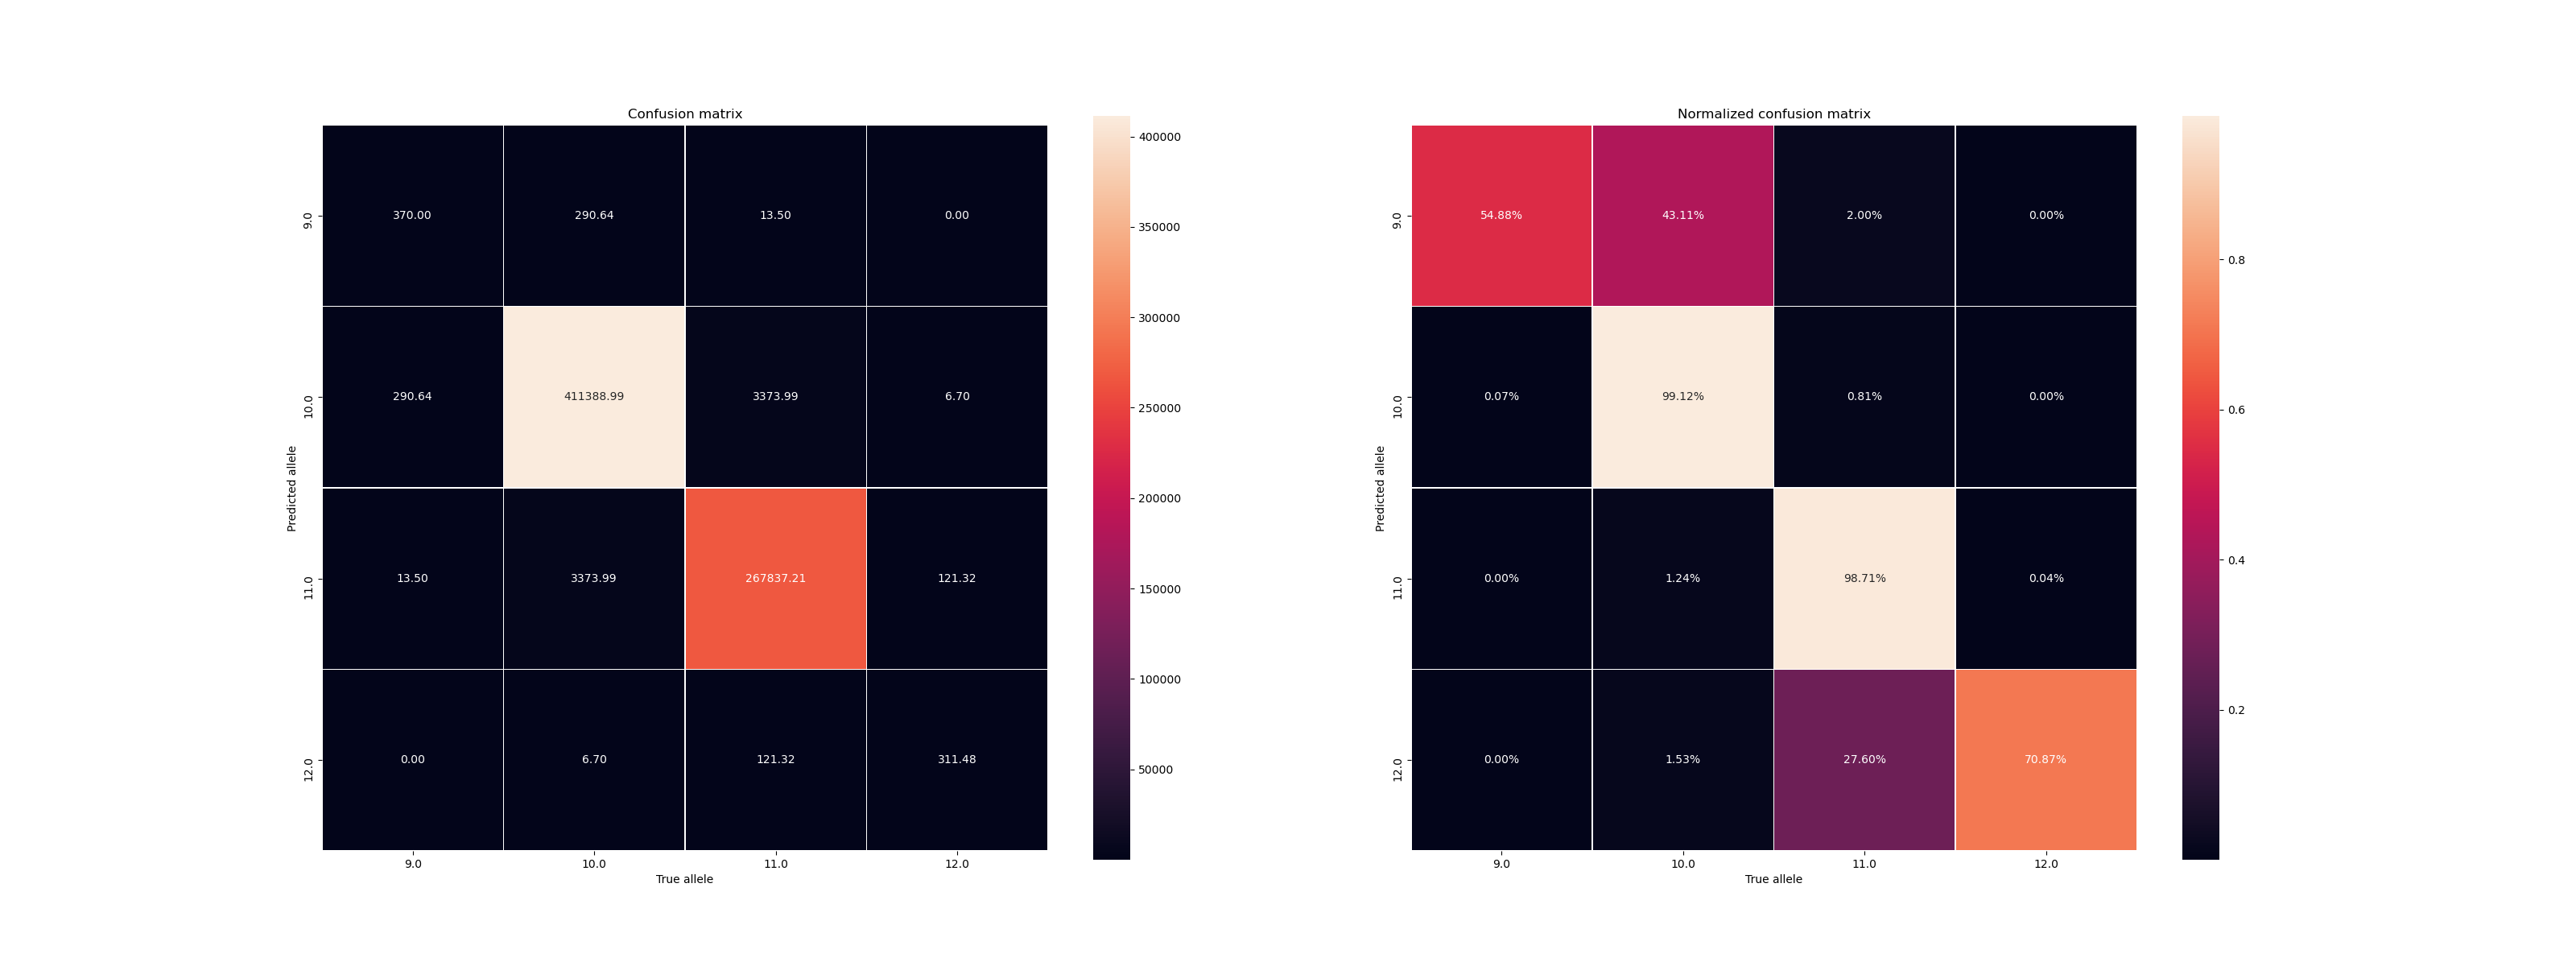 Confusion matrix
9.0 370.00 290.64 13.50 0.00
10.0 290.64 411388.99 3373.99 6.70
11.0 13.50 3373.99 267837.21 121.32
12.0 0.00 6.70 121.32 311.48
Predicted allele
9.0 10.0 11.0 12.0
True allele
400000
350000
300000
250000
200000
150000
100000
50000
Normalized confusion matrix
9.0 54.88% 43.11% 2.00% 0.00%
10.0 0.07% 99.12% 0.81% 0.00%
11.0 0.00% 1.24% 98.71% 0.04%
12.0 0.00% 1.53% 27.60% 70.87%
Predicted allele
9.0 10.0 11.0 12.0
True allele
0.8
0.6
0.4
0.2